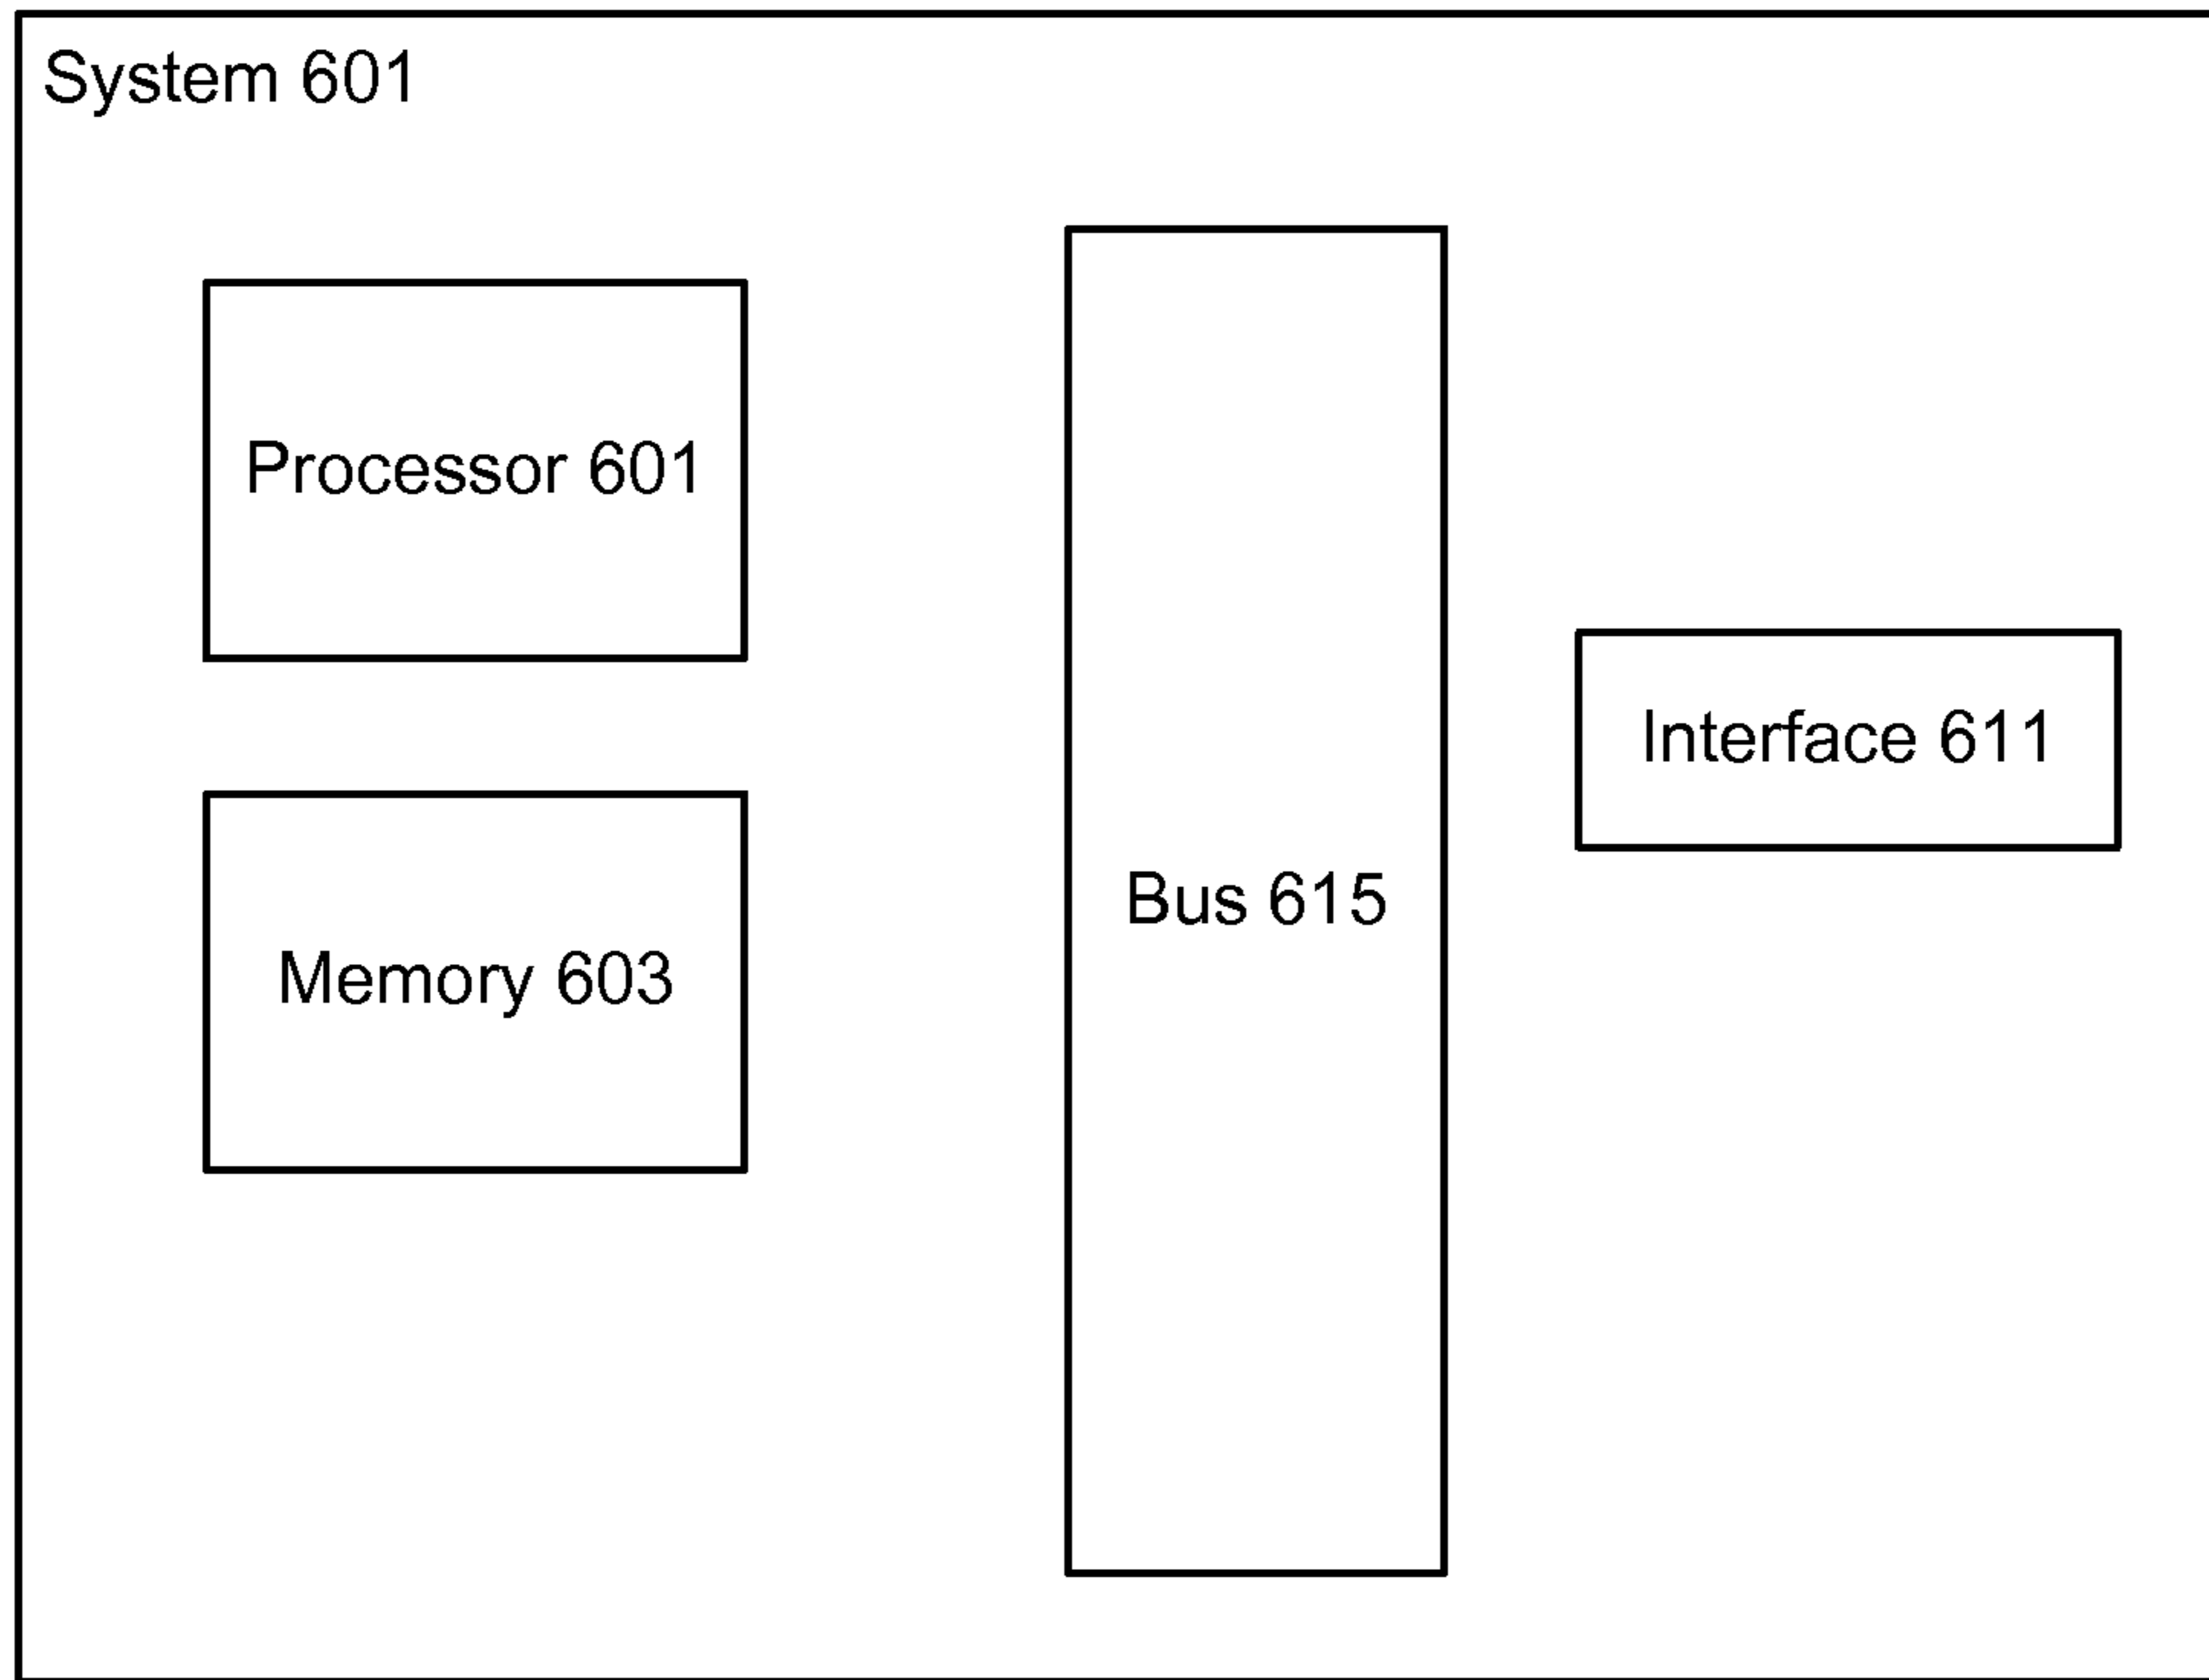 System 601
Processor 601
Memory 603
Bus 615
Interface 611